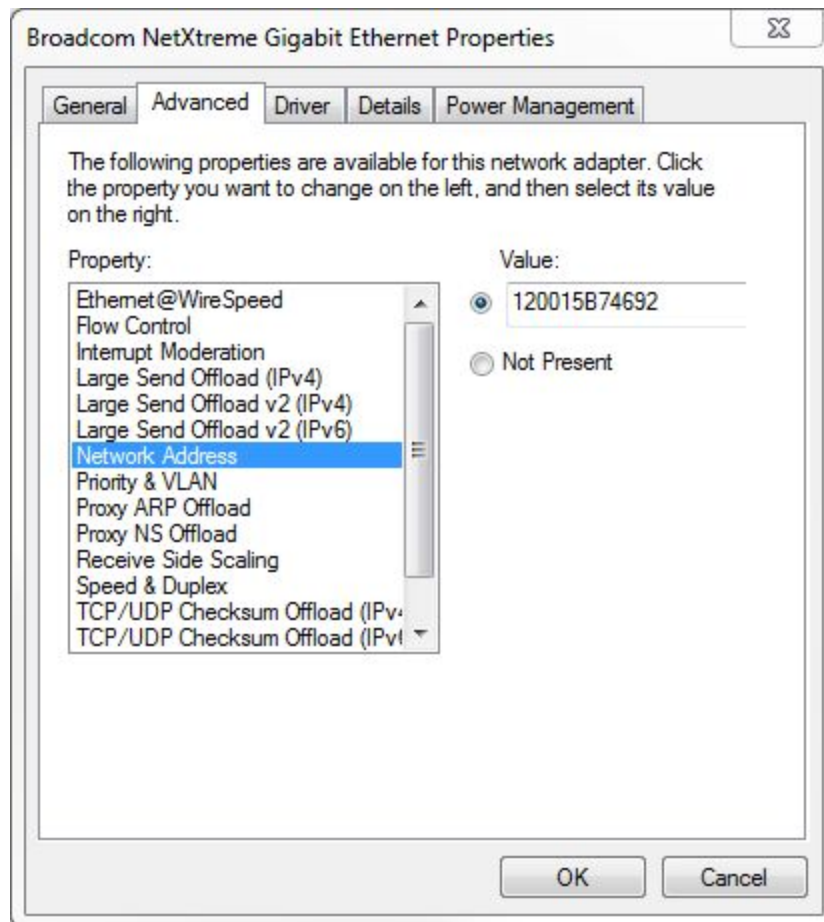 Broadcom NetXtreme Gigabit Ethernet Properties
General Advanced Driver Details Power Management
The following properties are available for this network adapter. Click
the property you want to change on the left, and then select its value
on the right.
Property:
Value:
Ethernet@WireSpeed
Flow Control
Interrupt Moderation
Large Send Offload (IPv4)
Large Send Offload v2 (IPv4)
Large Send Offload v2 (IPv6)
Network Address
Priority & VLAN
Proxy ARP Offload
Proxy NS Offload
Receive Side Scaling
Speed & Duplex
TCP/UDP Checksum Offload (IPv4
TCP/UDP Checksum Offload (IPv6
120015B74692
Not Present
OK Cancel